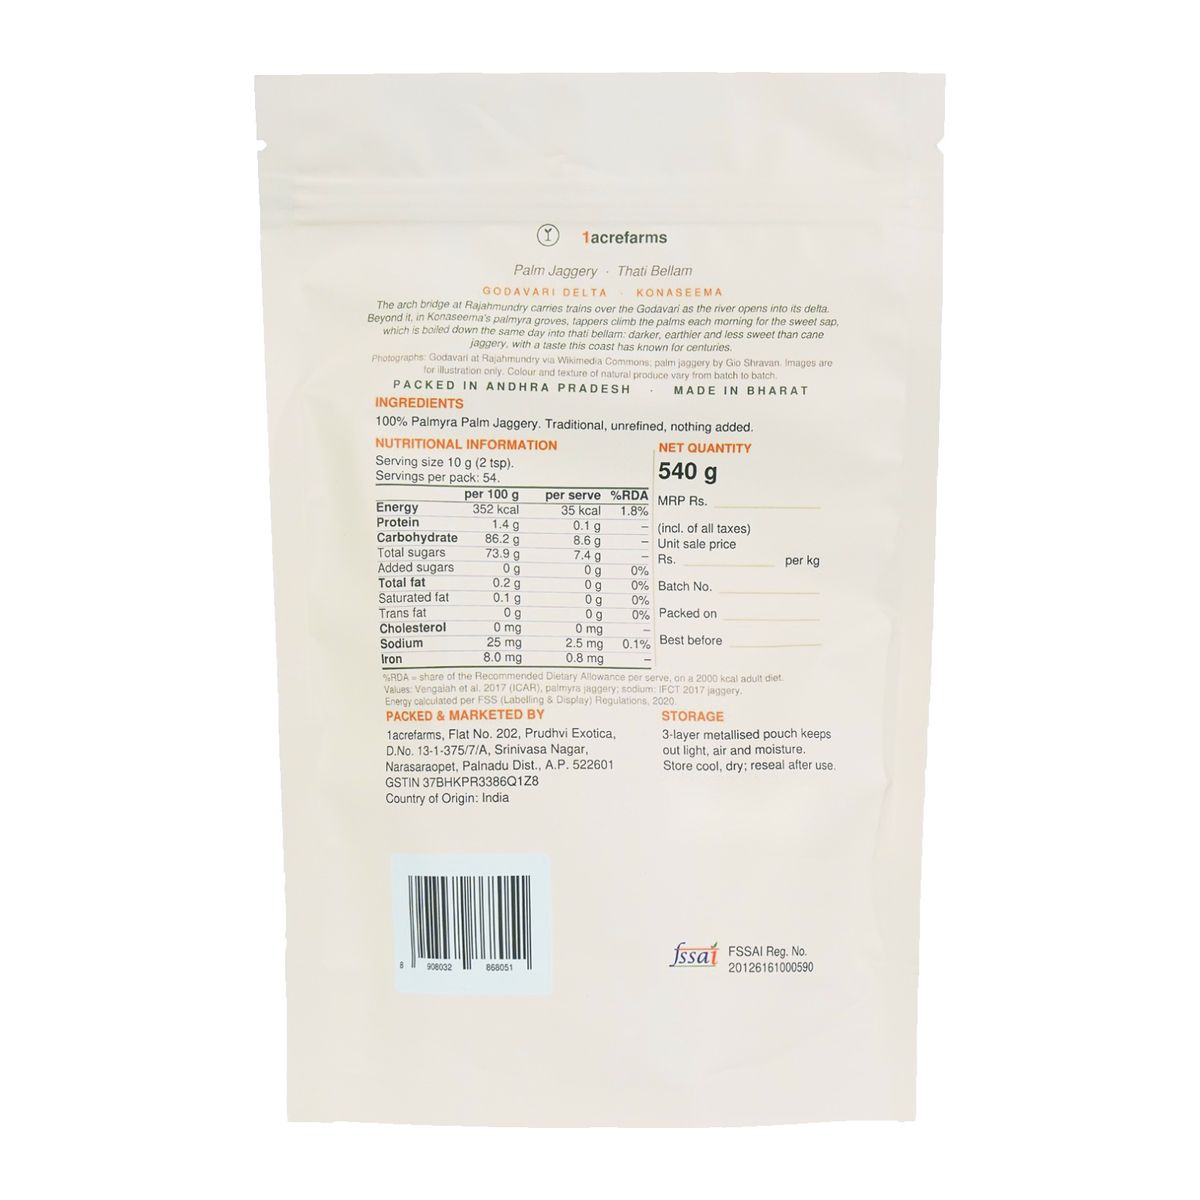 1acrefarms
Palm Jaggery · Thati Bellam
GODAVARI DELTA · KONASEEMA
The arch bridge at Rajahmundry carries trains over the Godavari as the river opens into its delta.
Beyond it, in Konaseema's palmyra groves, tappers climb the palms each morning for the sweet sap,
which is boiled down the same day into thati bellam: darker, earthier and less sweet than cane
jaggery, with a taste this coast has known for centuries.
Photographs: Godavari at Rajahmundry via Wikimedia Commons; palm jaggery by Gio Shravan. Images are
for illustration only. Colour and texture of natural produce vary from batch to batch.
PACKED IN ANDHRA PRADESH · MADE IN BHARAT
INGREDIENTS
100% Palmyra Palm Jaggery. Traditional, unrefined, nothing added.
NUTRITIONAL INFORMATION
Serving size 10 g (2 tsp).
Servings per pack: 54.
per 100 g per serve %RDA
Energy 352 kcal 35 kcal 1.8%
Protein 1.4 g 0.1 g –
Carbohydrate 86.2 g 8.6 g –
Total sugars 73.9 g 7.4 g –
Added sugars 0 g 0 g 0%
Total fat 0.2 g 0 g 0%
Saturated fat 0.1 g 0 g 0%
Trans fat 0 g 0 g 0%
Cholesterol 0 mg 0 mg –
Sodium 25 mg 2.5 mg 0.1%
Iron 8.0 mg 0.8 mg –
NET QUANTITY
540 g
MRP Rs.
(incl. of all taxes)
Unit sale price
Rs. per kg
Batch No.
Packed on
Best before
%RDA = share of the Recommended Dietary Allowance per serve, on a 2000 kcal adult diet.
Values: Vengaiah et al. 2017 (ICAR), palmyra jaggery; sodium: IFCT 2017 jaggery.
Energy calculated per FSS (Labelling & Display) Regulations, 2020.
PACKED & MARKETED BY
1acrefarms, Flat No. 202, Prudhvi Exotica,
D.No. 13-1-375/7/A, Srinivasa Nagar,
Narasaraopet, Palnadu Dist., A.P. 522601
GSTIN 37BHKPR3386Q1Z8
Country of Origin: India
STORAGE
3-layer metallised pouch keeps
out light, air and moisture.
Store cool, dry; reseal after use.
8 908032 868051
fssai
FSSAI Reg. No.
20126161000590